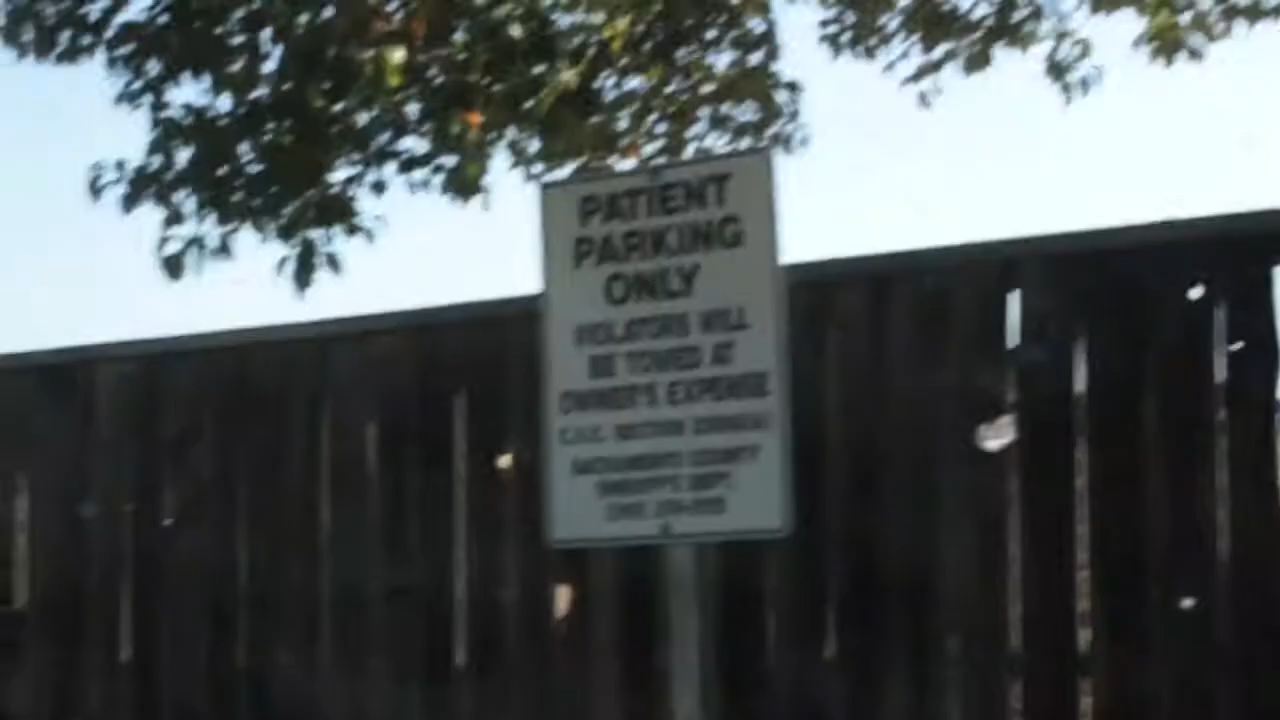 PATIENT
PARKING
ONLY
VIOLATORS WILL
BE TOWED AT
OWNER'S EXPENSE
SACRAMENTO COUNTY
SHERIFF'S DEPT.